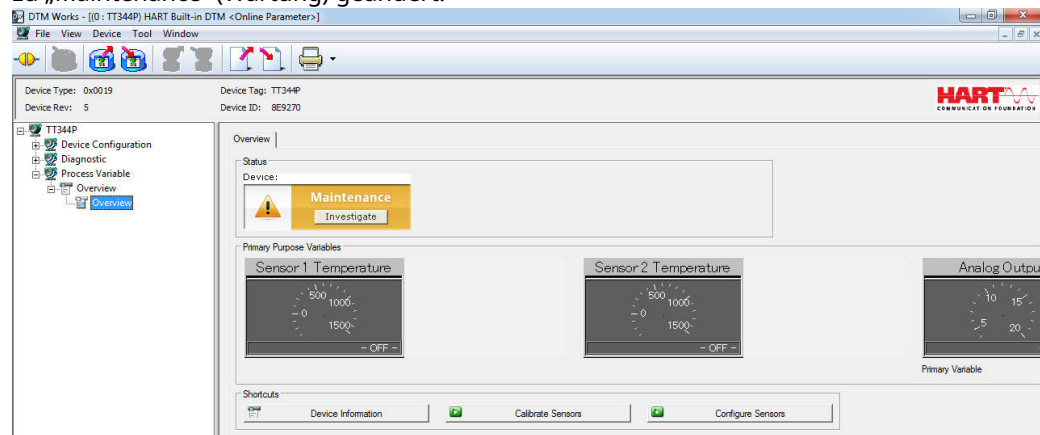 zu „Maintenance“ (Wartung) geändert.
DTM Works - [(0 : TT344P) HART Built-in DTM <Online Parameter>]
File View Device Tool Window
Device Type: 0x0019
Device Tag: TT344P
Device Rev: 5
Device ID: 8E9270
HART
COMMUNICATION FOUNDATION
TT344P
Device Configuration
Diagnostic
Process Variable
Overview
Overview
Overview
Status
Device:
Maintenance
Investigate
Primary Purpose Variables
Sensor 1 Temperature
0 500 1000 1500
- OFF -
Sensor 2 Temperature
0 500 1000 1500
- OFF -
Analog Outpu
5 10 15 20
Primary Variable
Shortcuts
Device Information
Calibrate Sensors
Configure Sensors